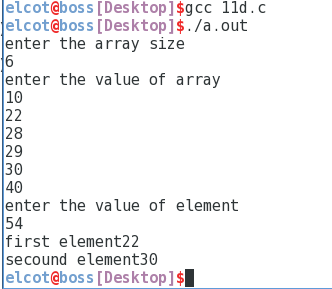 elcot@boss[Desktop]$gcc 11d.c
elcot@boss[Desktop]$./a.out
enter the array size
6
enter the value of array
10
22
28
29
30
40
enter the value of element
54
first element22
secound element30
elcot@boss[Desktop]$